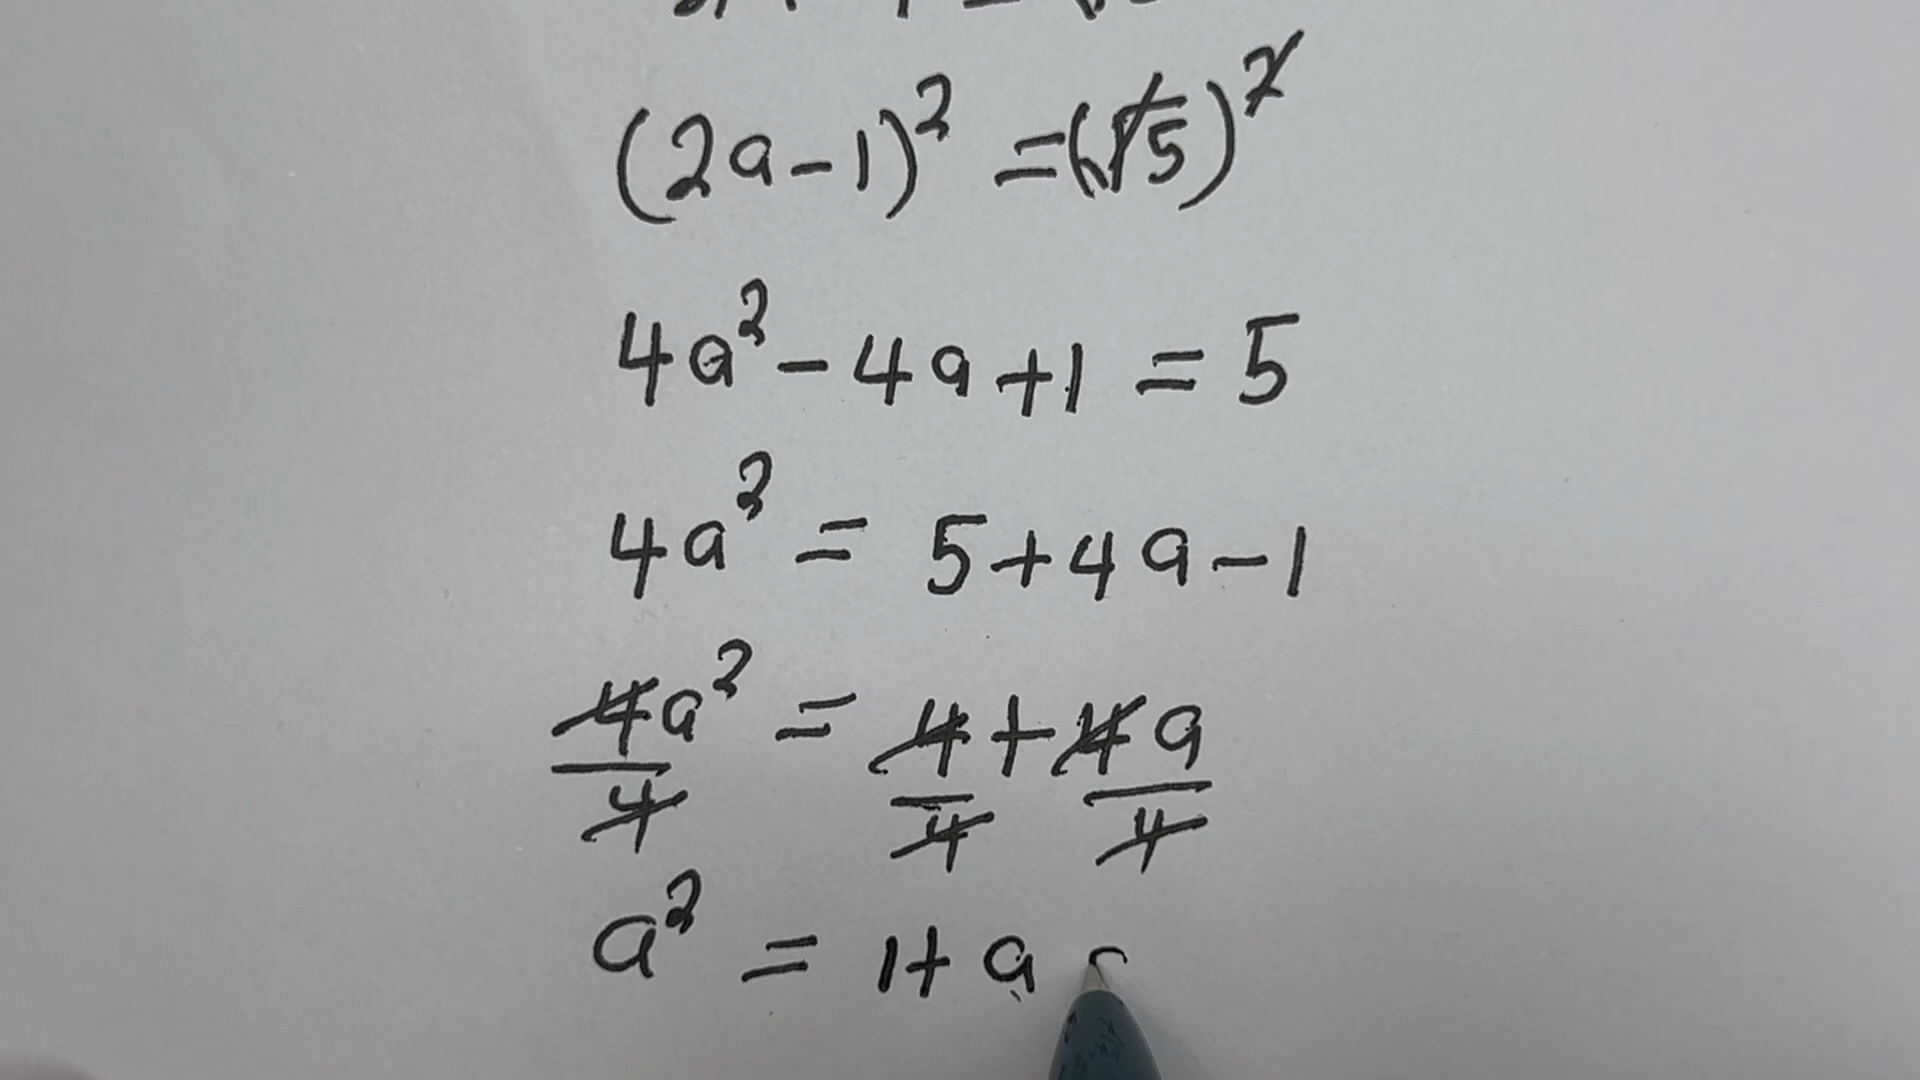 (2a-1)² = (√5)²
4a² - 4a + 1 = 5
4a² = 5 + 4a - 1
4a²/4 = 4/4 + 4a/4
a² = 1 + a